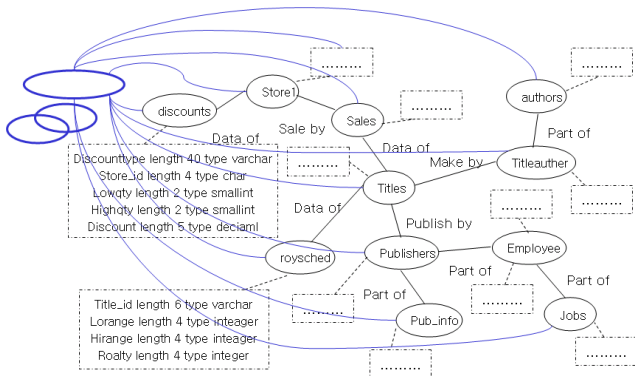 .........
.........
Store1
authors
discounts
.........
Sales
Data of
Sale by
Part of
Data of
Discounttype length 40 type varchar
Store_id length 4 type char
Lowqty length 2 type smallint
Highqty length 2 type smallint
Discount length 5 type deciaml
.........
Make by
Titleauther
Titles
.........
Data of
.........
Publish by
roysched
Publishers
Employee
Part of
Part of
Part of
Title_id length 6 type varchar
Lorange length 4 type inteager
Hirange length 4 type inteager
Roalty length 4 type integer
.........
.........
Pub_info
Jobs
.........
.........